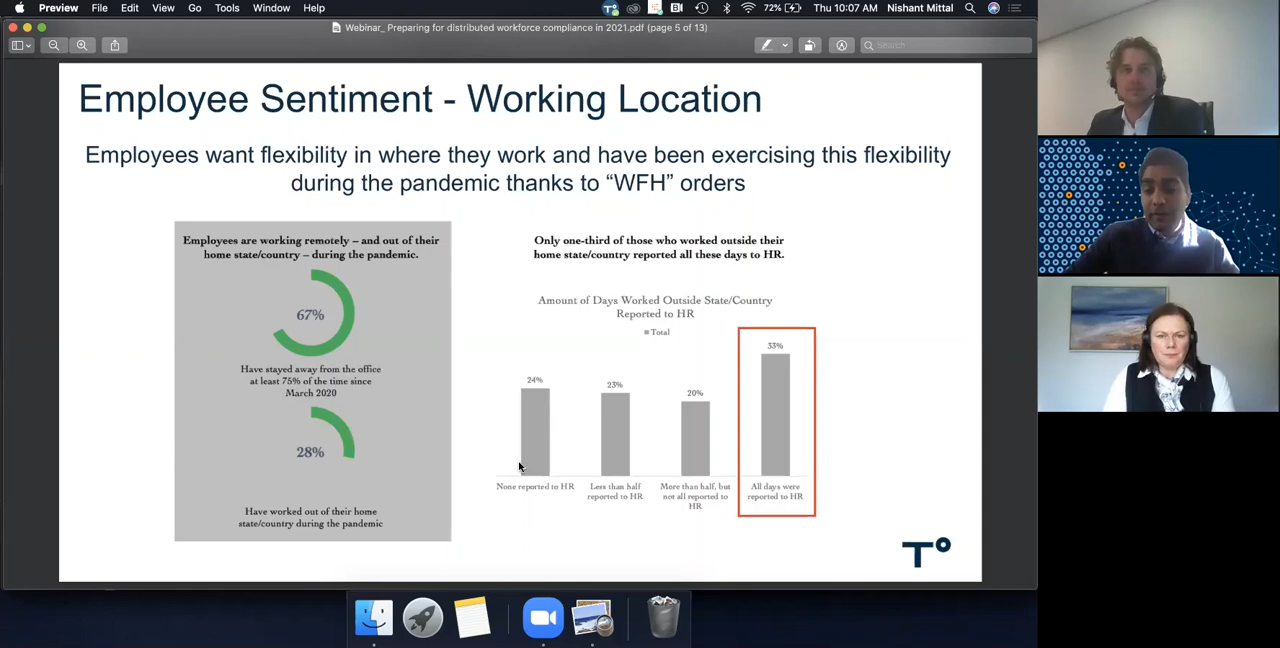 Preview File Edit View Go Tools Window Help 72% Thu 10:07 AM Nishant Mittal
Webinar_ Preparing for distributed workforce compliance in 2021.pdf (page 5 of 13)
Search
Employee Sentiment - Working Location
Employees want flexibility in where they work and have been exercising this flexibility
during the pandemic thanks to “WFH” orders
Employees are working remotely – and out of their
home state/country – during the pandemic.
67%
Have stayed away from the office
at least 75% of the time since
March 2020
28%
Have worked out of their home
state/country during the pandemic
Only one-third of those who worked outside their
home state/country reported all these days to HR.
Amount of Days Worked Outside State/Country
Reported to HR
Total
24%
23%
20%
33%
None reported to HR
Less than half
reported to HR
More than half, but
not all reported to
HR
All days were
reported to HR
T°